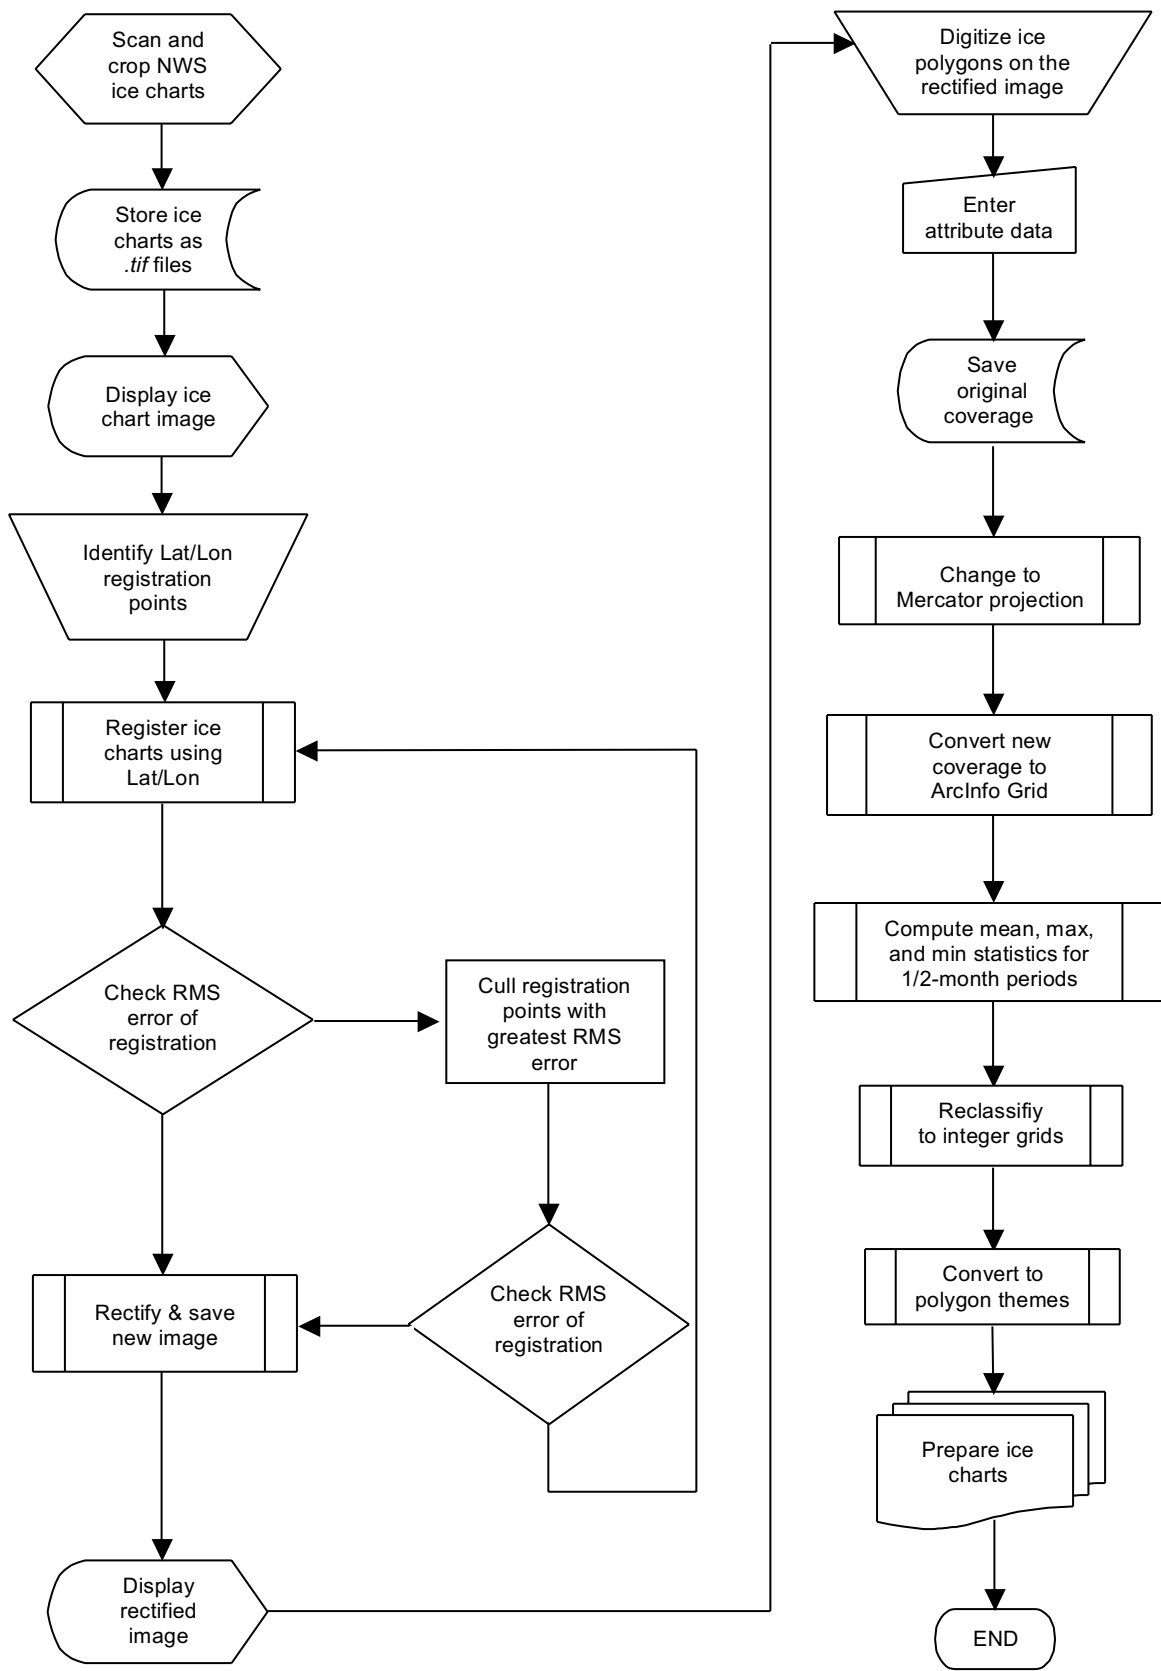 Scan and
crop NWS
ice charts
Store ice
charts as
.tif files
Display ice
chart image
Identify Lat/Lon
registration
points
Register ice
charts using
Lat/Lon
Check RMS
error of
registration
Cull registration
points with
greatest RMS
error
Check RMS
error of
registration
Rectify & save
new image
Display
rectified
image
Digitize ice
polygons on the
rectified image
Enter
attribute data
Save
original
coverage
Change to
Mercator projection
Convert new
coverage to
ArcInfo Grid
Compute mean, max,
and min statistics for
1/2-month periods
Reclassifiy
to integer grids
Convert to
polygon themes
Prepare ice
charts
END